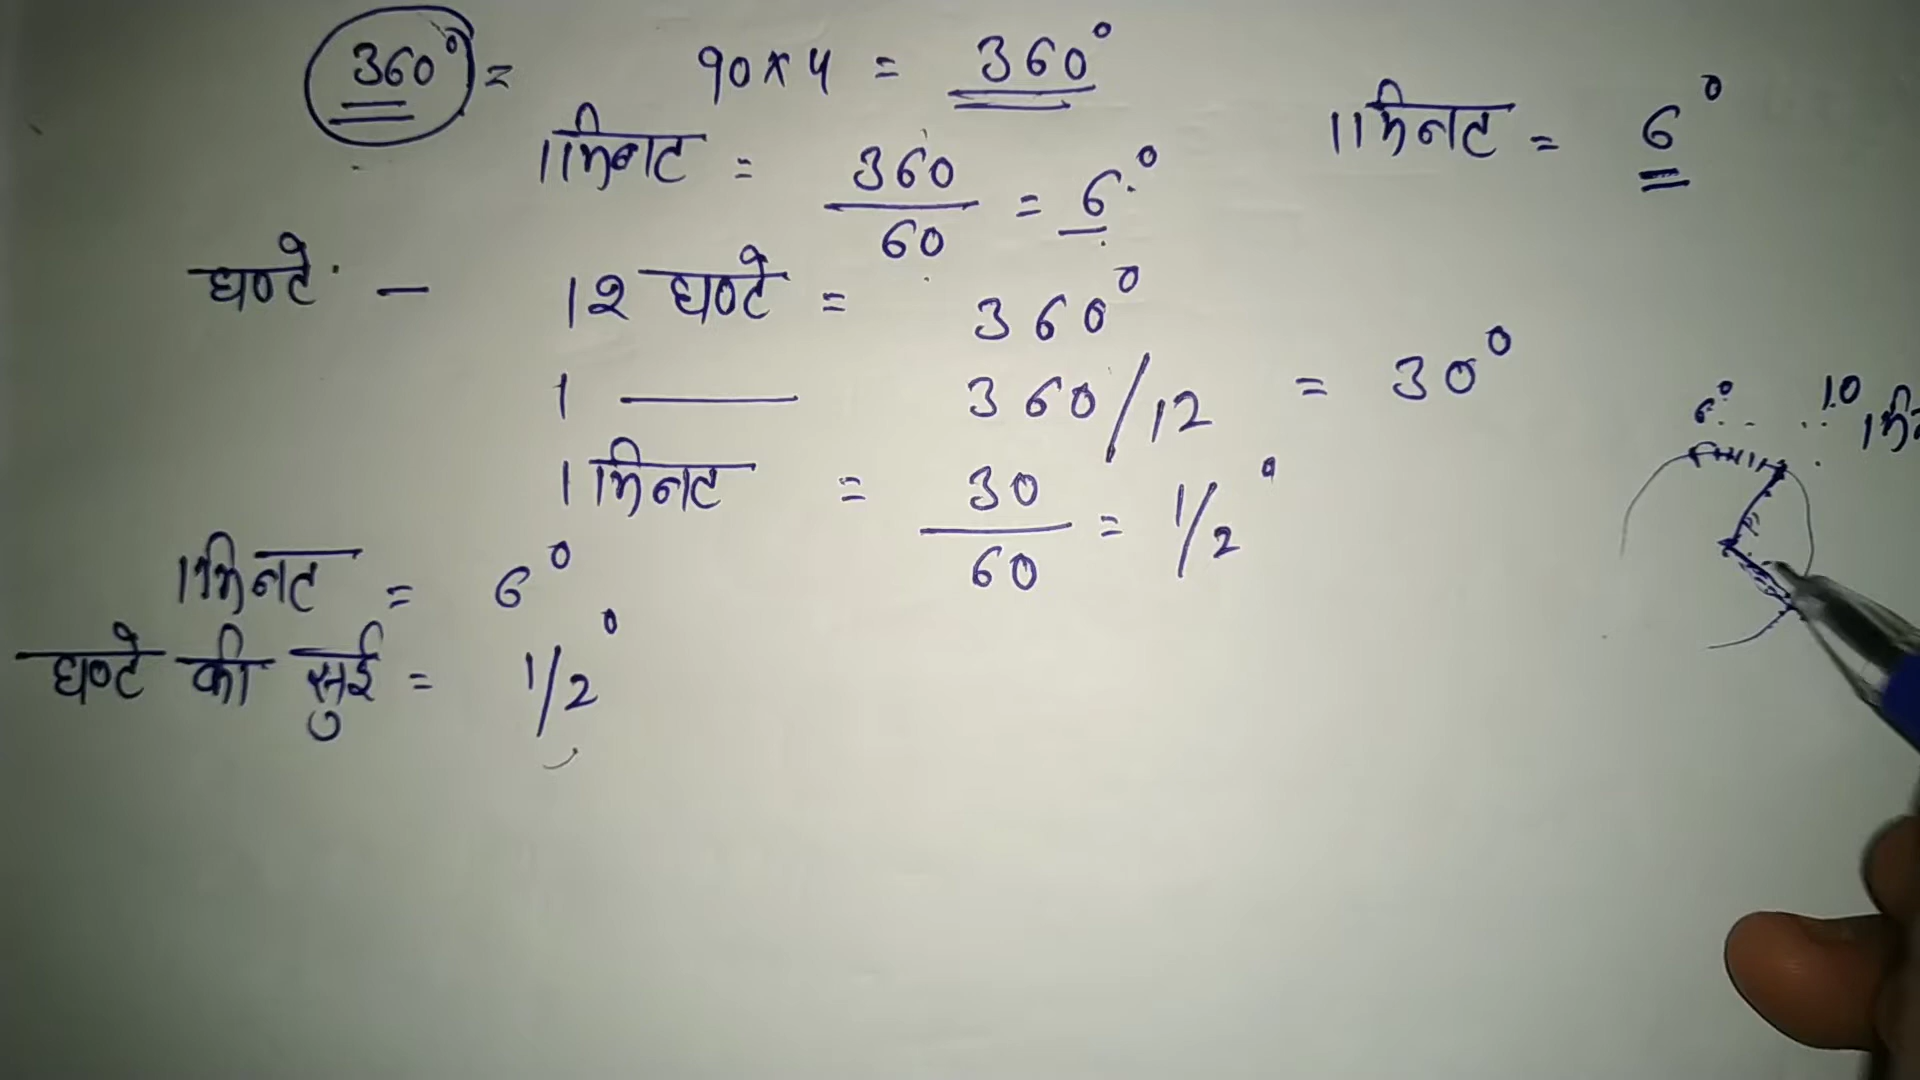 360° = 90 x 4 = 360°
1 मिनट = 360/60 = 6°
1 मिनट = 6°
घण्टे - 12 घण्टे = 360°
1 —— 360/12 = 30°
1 मिनट = 30/60 = 1/2°
6° .. .. 10
1 मिनट = 6°
घण्टे की सुई = 1/2°